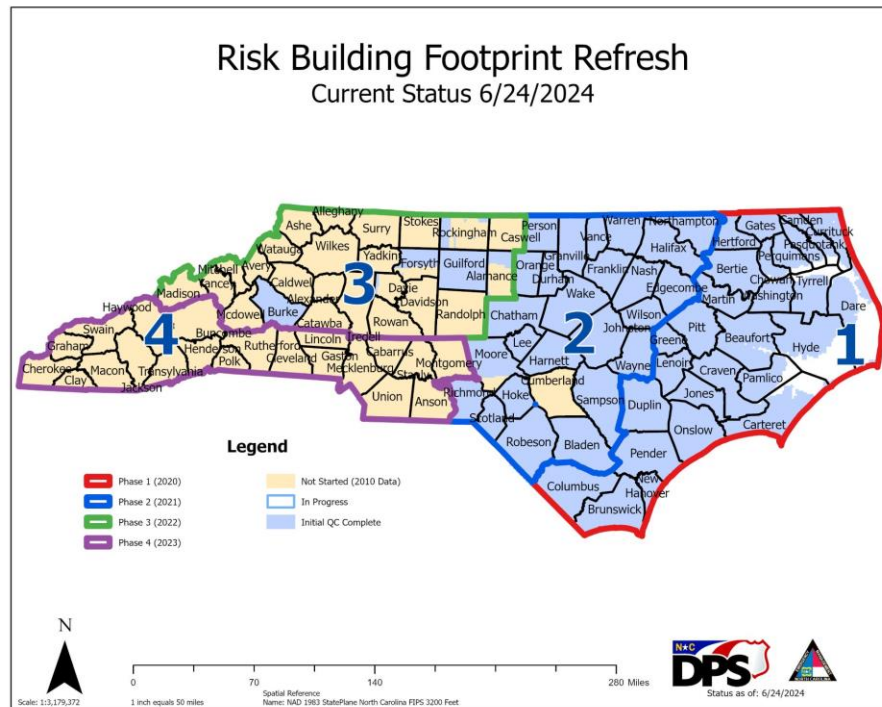 Risk Building Footprint Refresh
Current Status 6/24/2024
Alleghany
Ashe
Surry
Stokes
Rockingham
Caswell
Person
Granville
Vance
Warren
Northampton
Halifax
Hertford
Gates
Camden
Currituck
Pasquotank
Perquimans
Chowan
Bertie
Watauga
Wilkes
Yadkin
Forsyth
Guilford
Alamance
Orange
Durham
Franklin
Nash
Edgecombe
Martin
Washington
Tyrrell
Dare
Mitchell
Avery
Yancey
Madison
Caldwell
Alexander
Davie
Davidson
Randolph
Chatham
Wake
Wilson
Johnston
Pitt
Beaufort
Hyde
Haywood
Buncombe
Mcdowell
Burke
Catawba
Iredell
Rowan
3
4
2
1
Swain
Graham
Cherokee
Clay
Macon
Jackson
Transylvania
Henderson
Polk
Rutherford
Cleveland
Lincoln
Gaston
Mecklenburg
Cabarrus
Stanly
Montgomery
Union
Anson
Richmond
Moore
Lee
Harnett
Wayne
Greene
Lenoir
Craven
Pamlico
Jones
Carteret
Cumberland
Hoke
Scotland
Robeson
Bladen
Sampson
Duplin
Onslow
Pender
Columbus
New
Hanover
Brunswick
Legend
Phase 1 (2020)
Phase 2 (2021)
Phase 3 (2022)
Phase 4 (2023)
Not Started (2010 Data)
In Progress
Initial QC Complete
N
Scale: 1:3,179,372
0 70 140 280 Miles
1 inch equals 50 miles
Spatial Reference
Name: NAD 1983 StatePlane North Carolina FIPS 3200 Feet
N★C
DPS
NORTH CAROLINA
Status as of: 6/24/2024